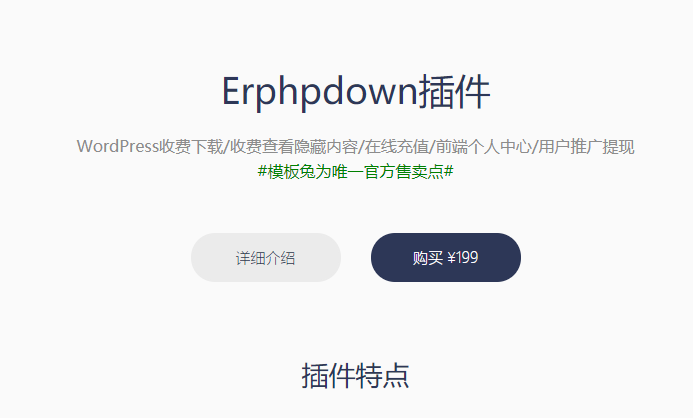 Erphpdown插件
WordPress收费下载/收费查看隐藏内容/在线充值/前端个人中心/用户推广提现
#模板兔为唯一官方售卖点#
详细介绍
购买 ¥199
插件特点